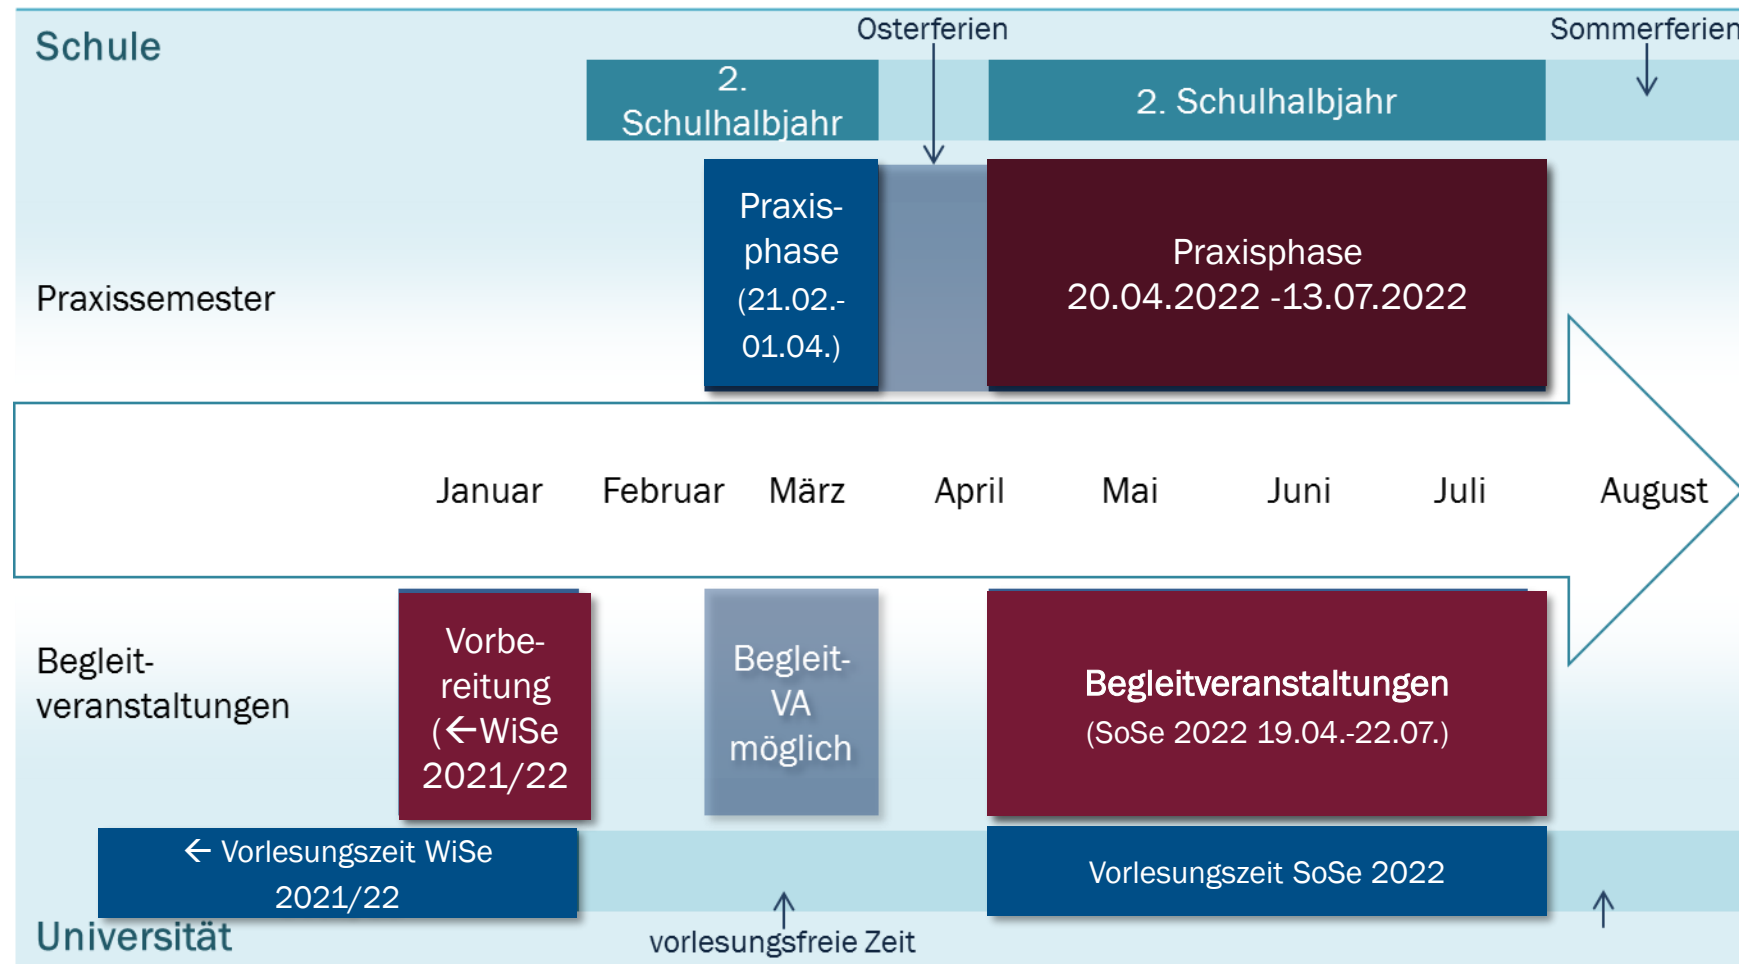 Schule
Osterferien
Sommerferien
2.
Schulhalbjahr
2. Schulhalbjahr
Praxissemester
Praxis-
phase
(21.02.-
01.04.)
Praxisphase
20.04.2022 -13.07.2022
Januar Februar März April Mai Juni Juli August
Begleit-
veranstaltungen
Vorbe-
reitung
(←WiSe
2021/22
Begleit-
VA
möglich
Begleitveranstaltungen
(SoSe 2022 19.04.-22.07.)
← Vorlesungszeit WiSe
2021/22
Vorlesungszeit SoSe 2022
Universität
vorlesungsfreie Zeit